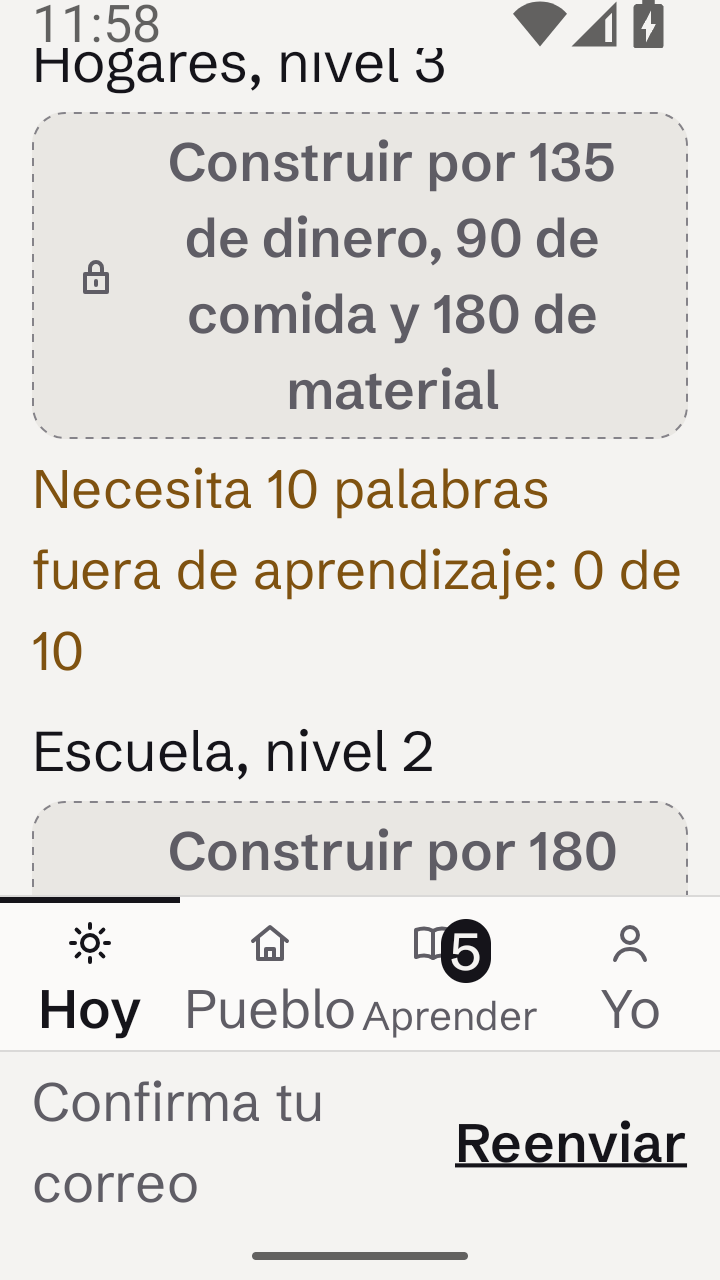 11:58
Hogares, nivel 3
Construir por 135
de dinero, 90 de
comida y 180 de
material
Necesita 10 palabras
fuera de aprendizaje: 0 de
10
Escuela, nivel 2
Construir por 180
5
Hoy
Pueblo
Aprender
Yo
Confirma tu
correo
Reenviar